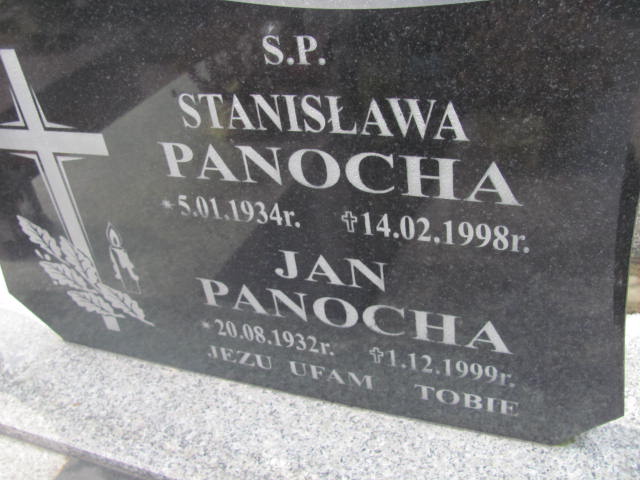 S.P.
STANISŁAWA
PANOCHA
*5.01.1934r. ✝14.02.1998r.
JAN
PANOCHA
*20.08.1932r. ✝1.12.1999r.
JEZU UFAM TOBIE